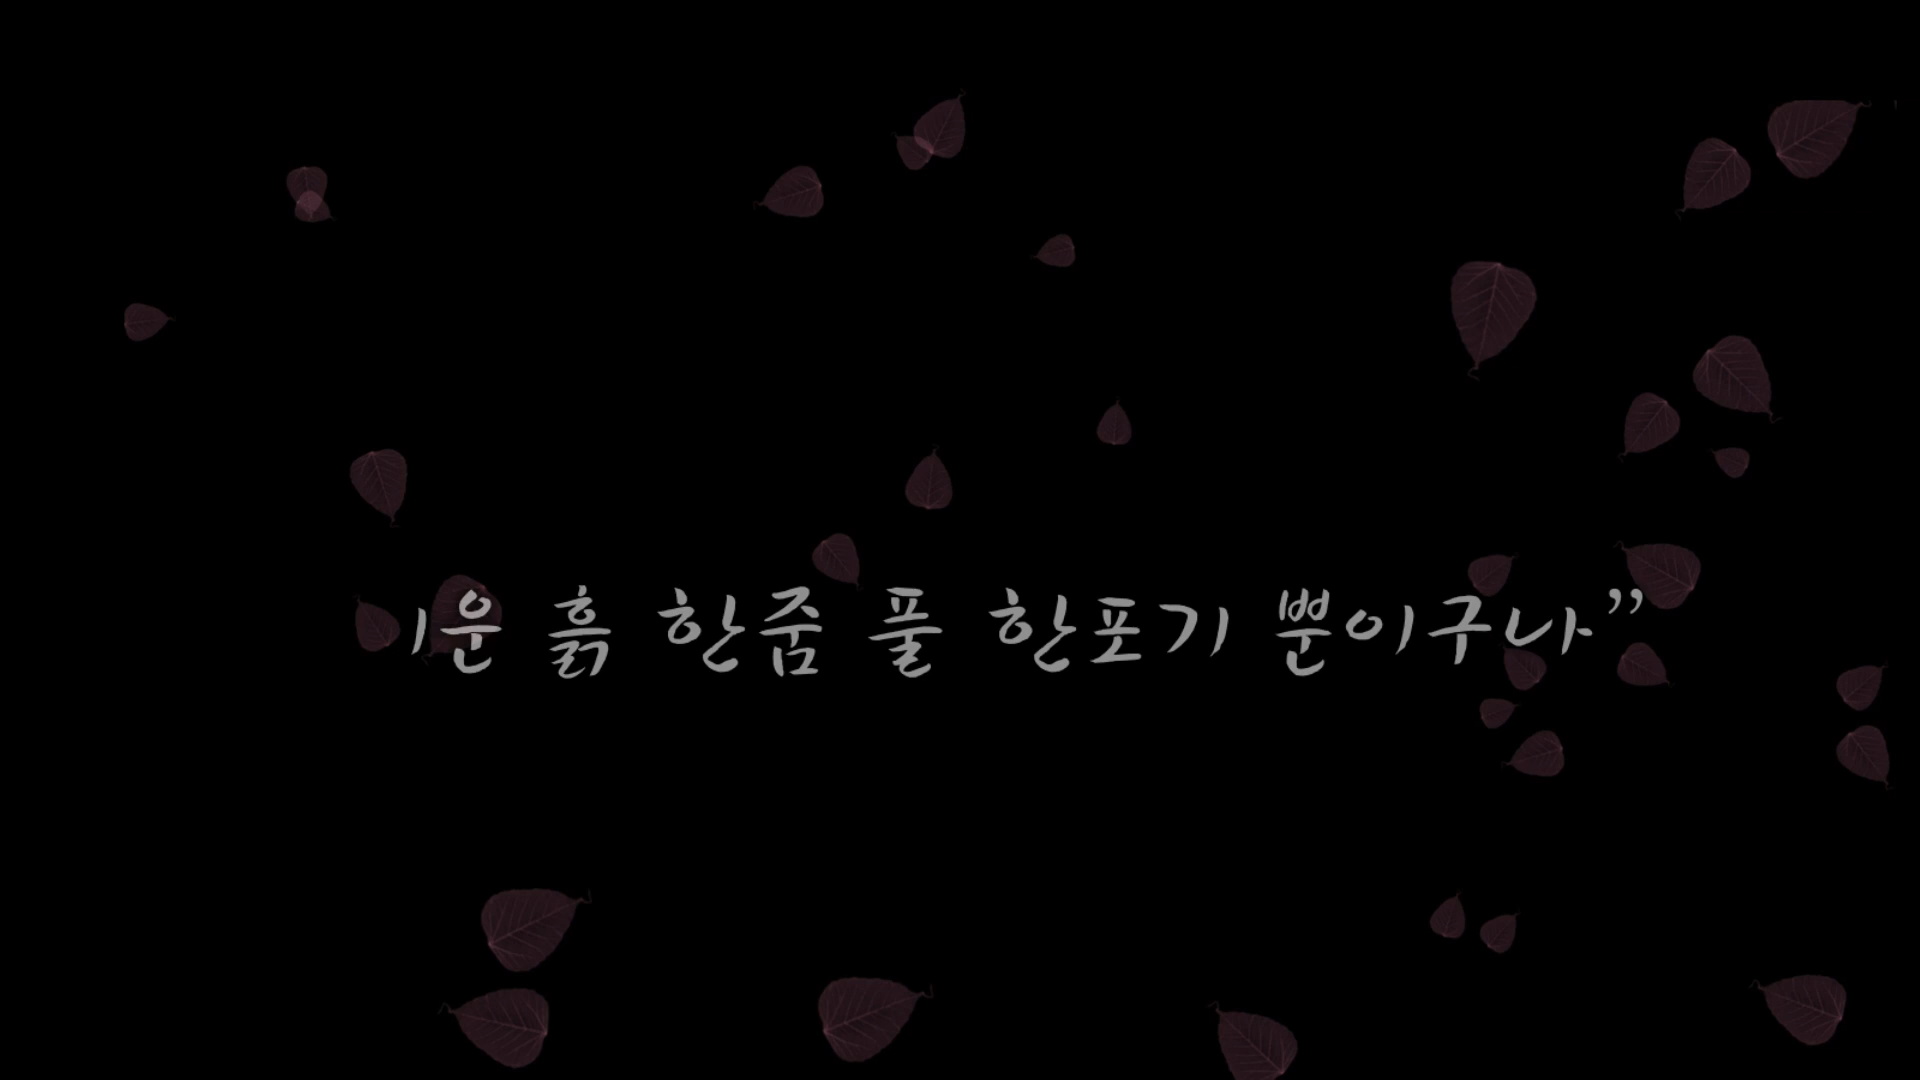 운 흙 한줌 풀 한포기 뿐이구나”